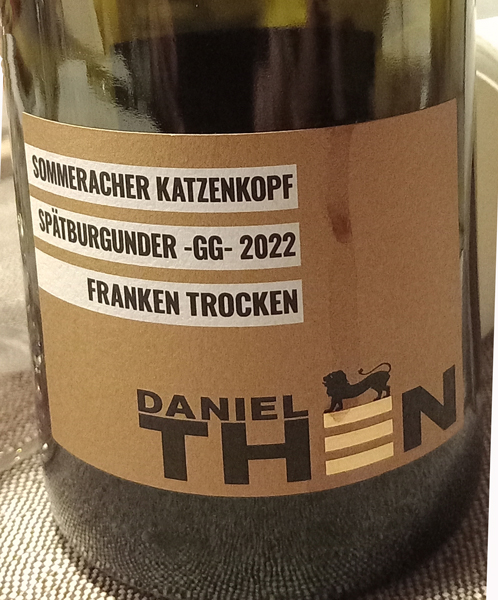 SOMMERACHER KATZENKOPF
SPÄTBURGUNDER -GG- 2022
FRANKEN TROCKEN
DANIEL
THEN